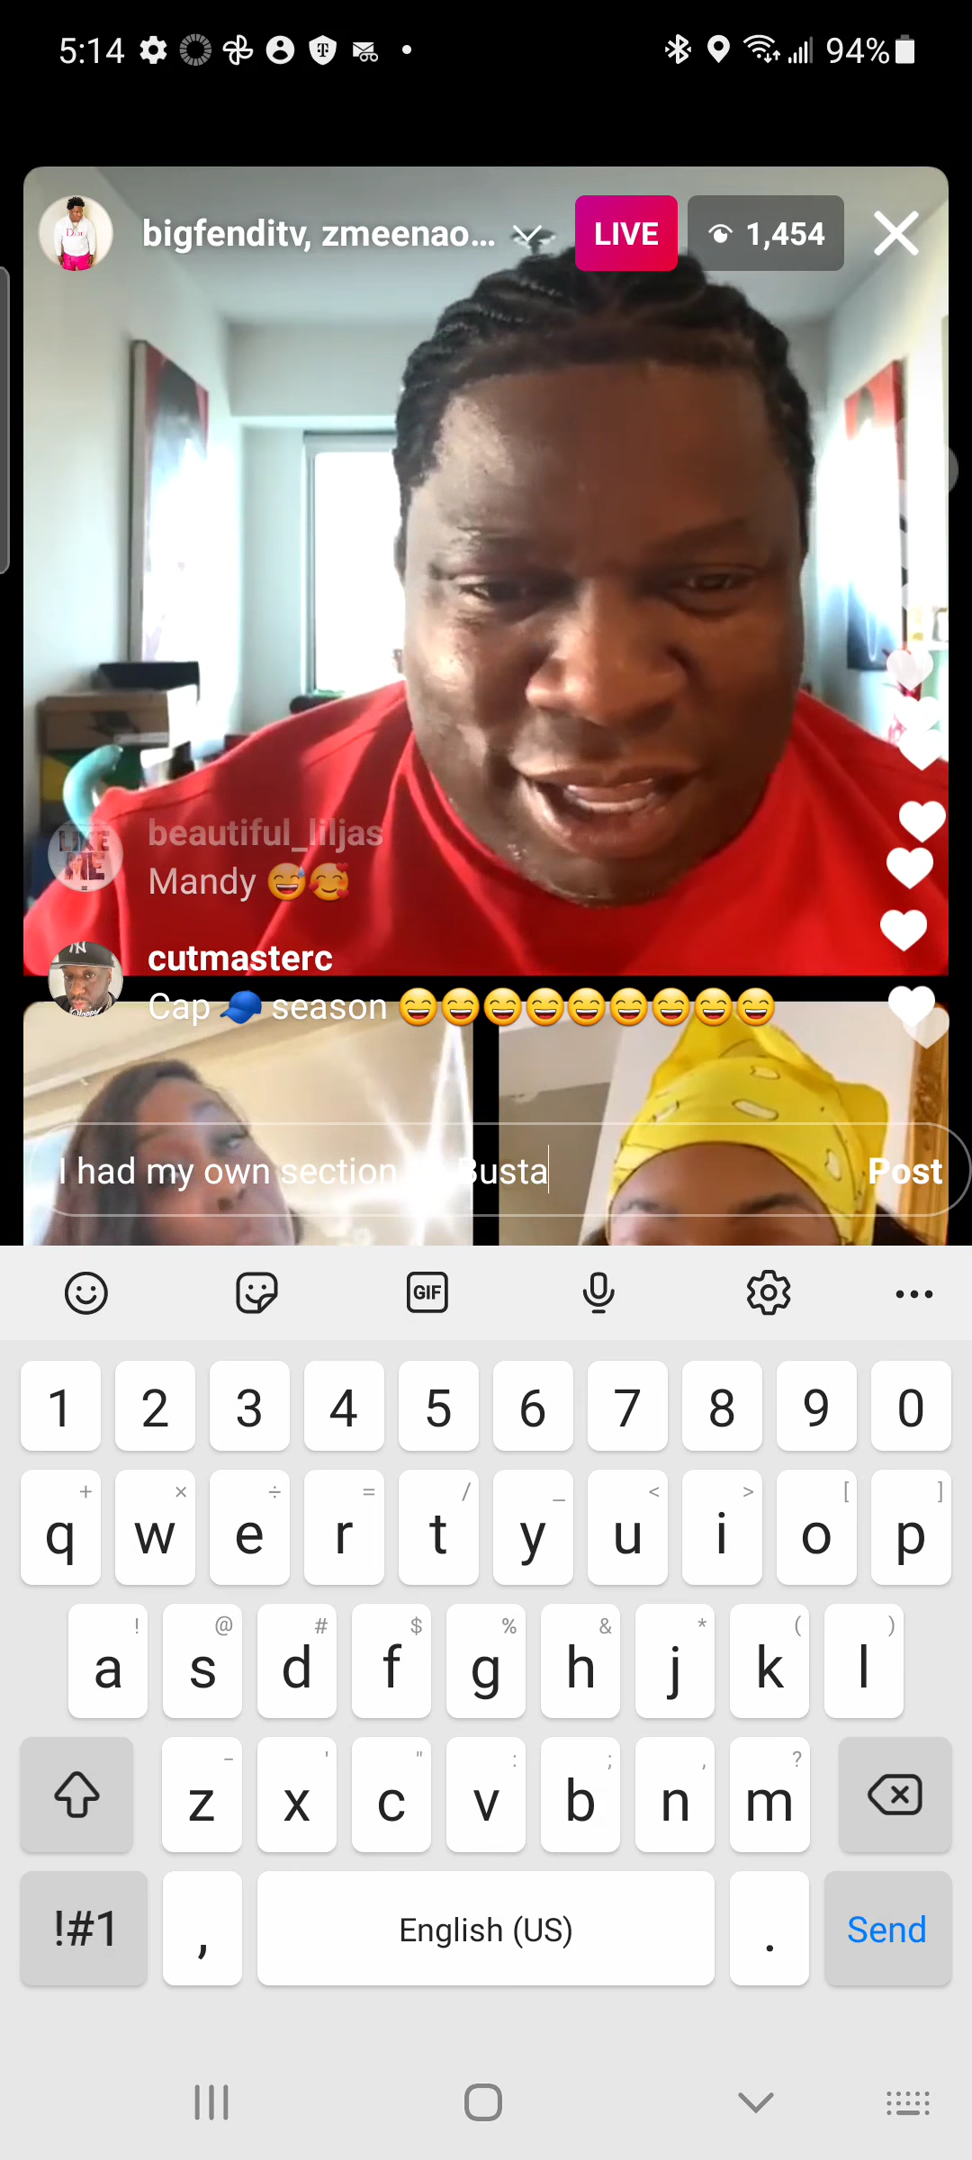 5:14
94%
bigfenditv, zmeenao...
LIVE
1,454
beautiful_liljas
Mandy 😅🥰
cutmasterc
Cap 🧢 season 😄😄😄😄😄😄😄😄😄
I had my own section Busta
Post
GIF
1 2 3 4 5 6 7 8 9 0
+ × ÷ = / _ < > [ ]
q w e r t y u i o p
! @ # $ % & * ( )
a s d f g h j k l
- ' " : ; , ?
z x c v b n m
!#1 , English (US) . Send